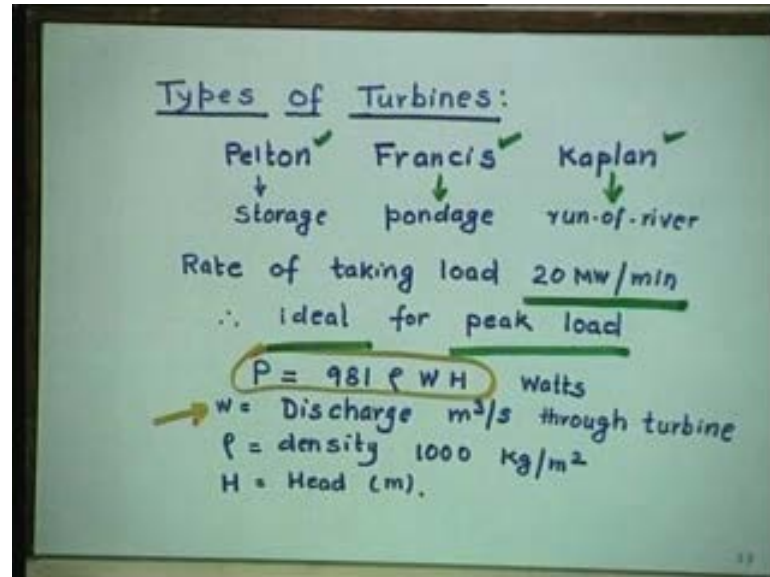 Types of Turbines:
Pelton Francis Kaplan
storage pondage run-of-river
Rate of taking load 20 MW/min
∴ ideal for peak load
P = 981 ρ W H Watts
W = Discharge m³/s through turbine
ρ = density 1000 Kg/m²
H = Head (m).